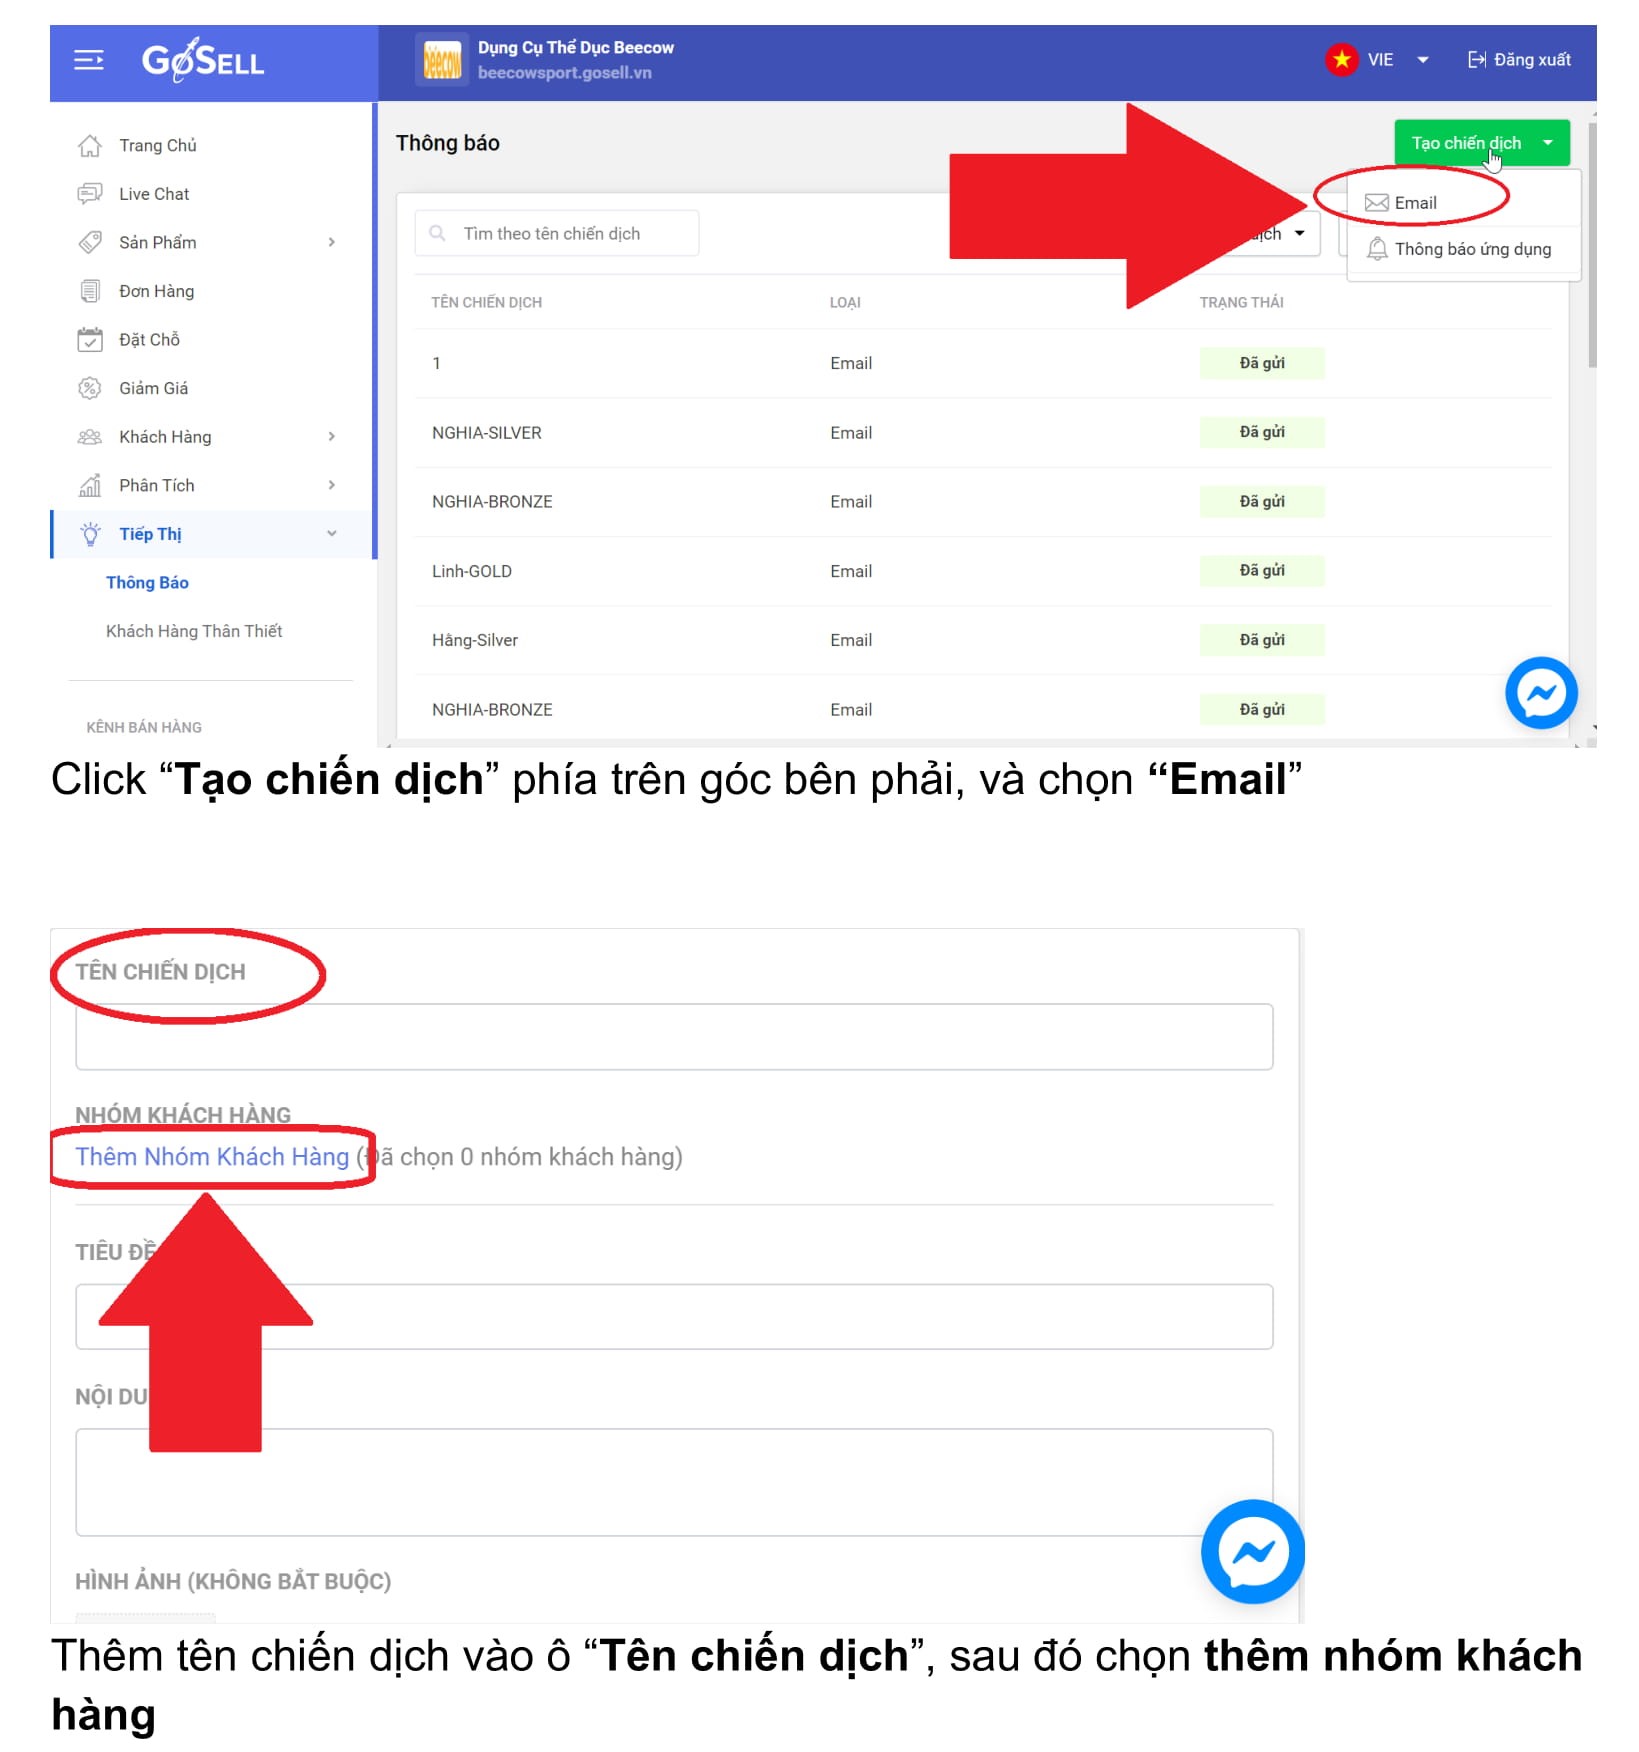 GoSELL
beecow
Dụng Cụ Thể Dục Beecow
beecowsport.gosell.vn
VIE
Đăng xuất
Trang Chủ
Live Chat
Sản Phẩm
Đơn Hàng
Đặt Chỗ
Giảm Giá
Khách Hàng
Phân Tích
Tiếp Thị
Thông Báo
Khách Hàng Thân Thiết
KÊNH BÁN HÀNG
Thông báo
Tạo chiến dịch
Email
Thông báo ứng dụng
Tìm theo tên chiến dịch
TÊN CHIẾN DỊCH LOẠI TRẠNG THÁI
1 Email Đã gửi
NGHIA-SILVER Email Đã gửi
NGHIA-BRONZE Email Đã gửi
Linh-GOLD Email Đã gửi
Hằng-Silver Email Đã gửi
NGHIA-BRONZE Email Đã gửi
Click “Tạo chiến dịch” phía trên góc bên phải, và chọn “Email”
TÊN CHIẾN DỊCH
NHÓM KHÁCH HÀNG
Thêm Nhóm Khách Hàng (Đã chọn 0 nhóm khách hàng)
TIÊU ĐỀ
NỘI DU
HÌNH ẢNH (KHÔNG BẮT BUỘC)
Thêm tên chiến dịch vào ô “Tên chiến dịch”, sau đó chọn thêm nhóm khách
hàng